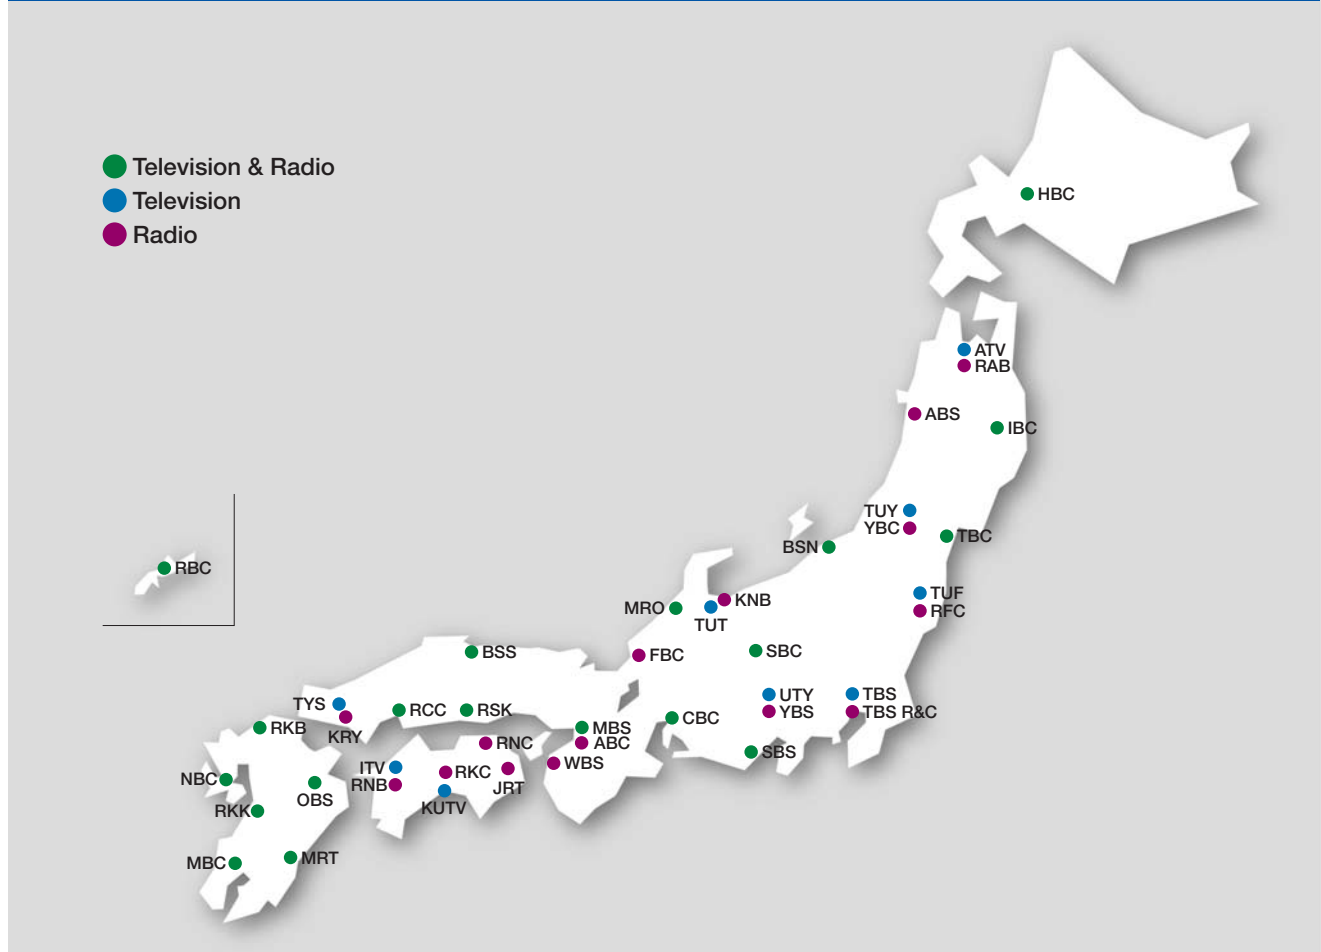 Television & Radio
Television
Radio
HBC
ATV
RAB
ABS
IBC
TUY
YBC
TBC
BSN
RBC
TUF
RFC
KNB
MRO
TUT
BSS
SBC
FBC
UTY
YBS
TBS
TBS R&C
TYS
KRY
RCC
RSK
CBC
RKB
MBS
ABC
RNC
SBS
WBS
ITV
RNB
RKC
JRT
KUTV
NBC
OBS
RKK
MBC
MRT